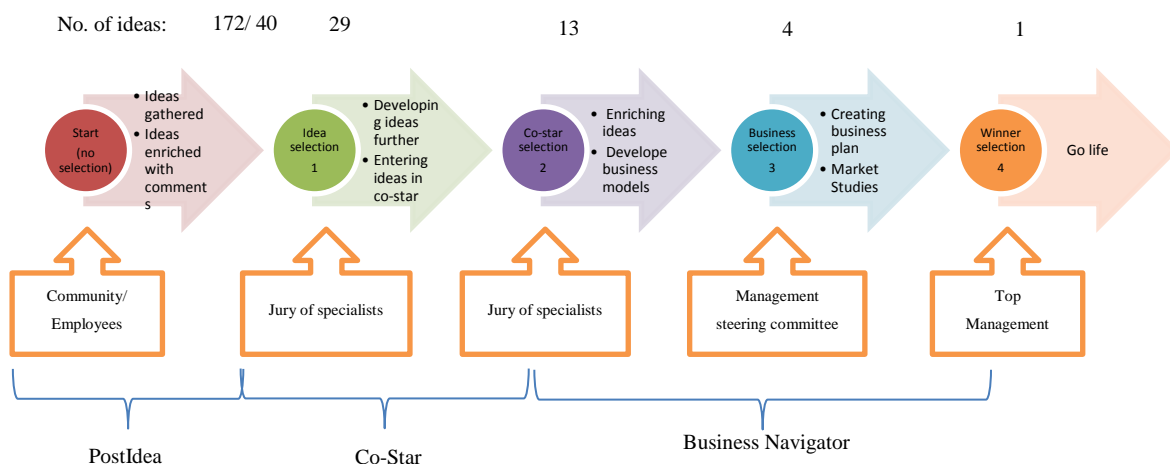 No. of ideas: 172/ 40 29 13 4 1
Start
(no
selection)
• Ideas
gathered
• Ideas
enriched
with
comment
s
Idea
selection
1
• Developin
g ideas
further
• Entering
ideas in
co-star
Co-star
selection
2
• Enriching
ideas
• Develope
business
models
Business
selection
3
• Creating
business
plan
• Market
Studies
Winner
selection
4
Go life
Community/
Employees
Jury of specialists
Jury of specialists
Management
steering committee
Top
Management
PostIdea
Co-Star
Business Navigator